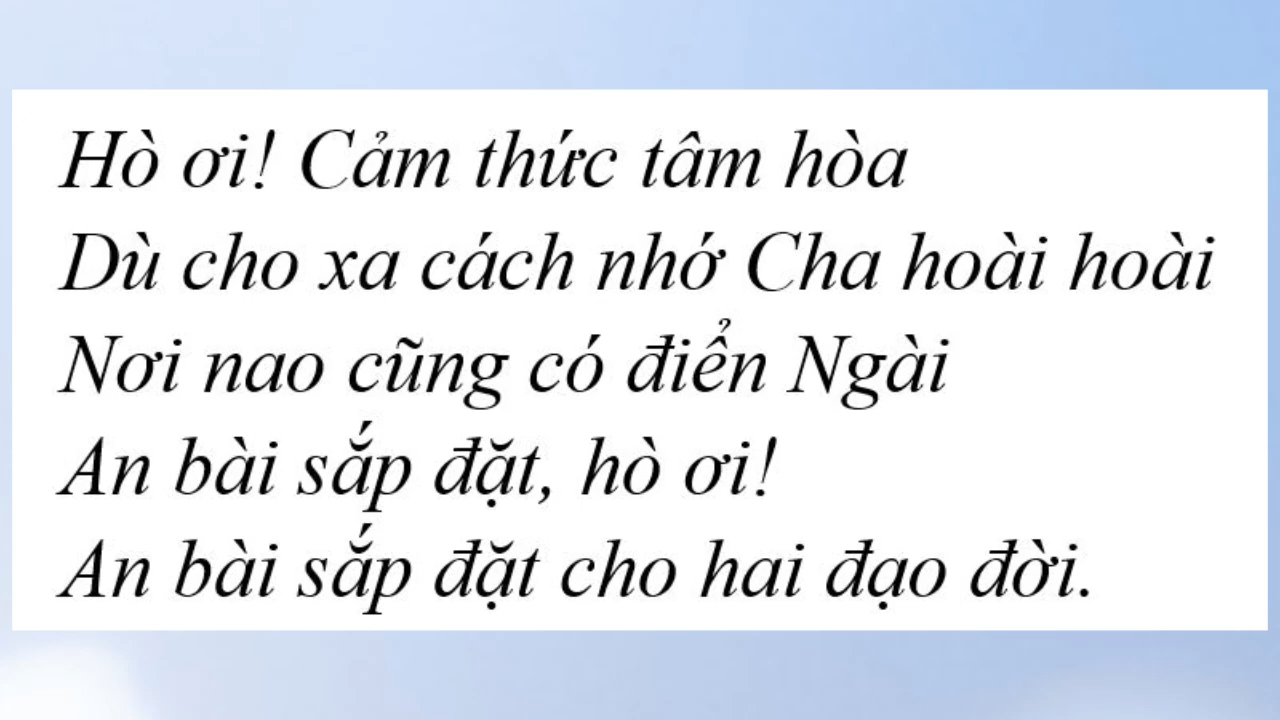 Hò ơi! Cảm thức tâm hòa
Dù cho xa cách nhớ Cha hoài hoài
Nơi nao cũng có điển Ngài
An bài sắp đặt, hò ơi!
An bài sắp đặt cho hai đạo đời.